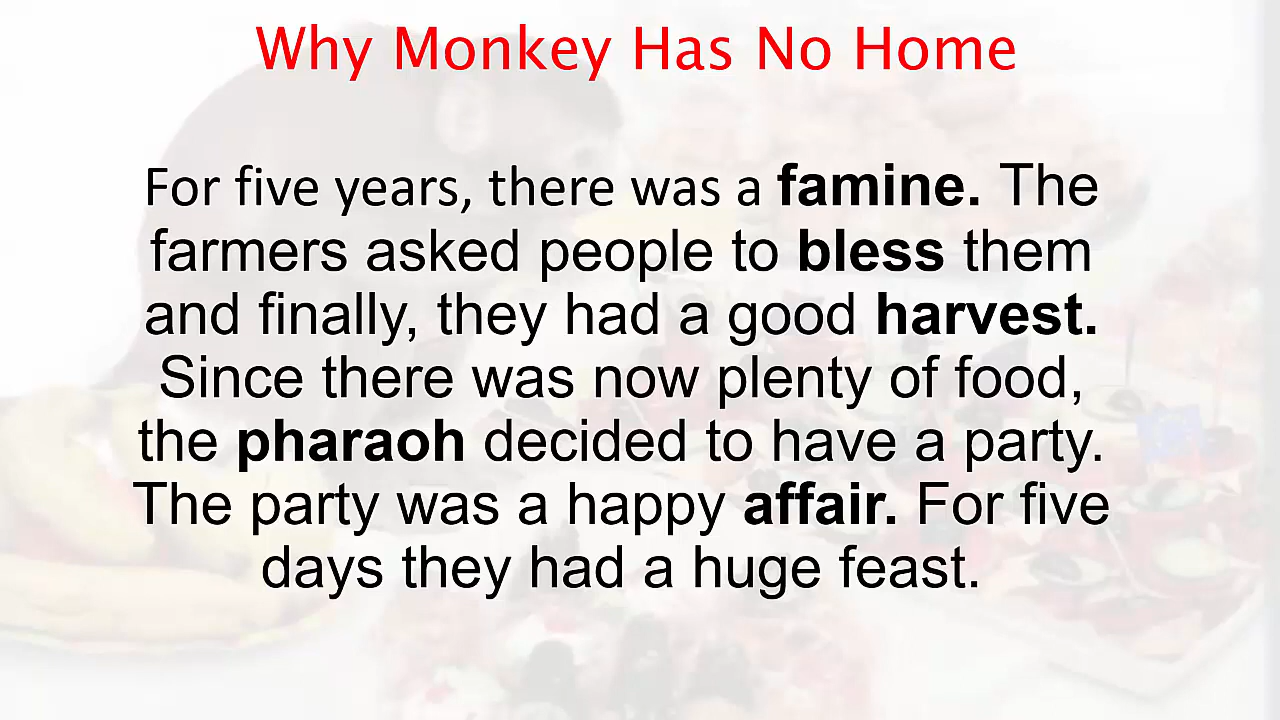 Why Monkey Has No Home
For five years, there was a famine. The
farmers asked people to bless them
and finally, they had a good harvest.
Since there was now plenty of food,
the pharaoh decided to have a party.
The party was a happy affair. For five
days they had a huge feast.